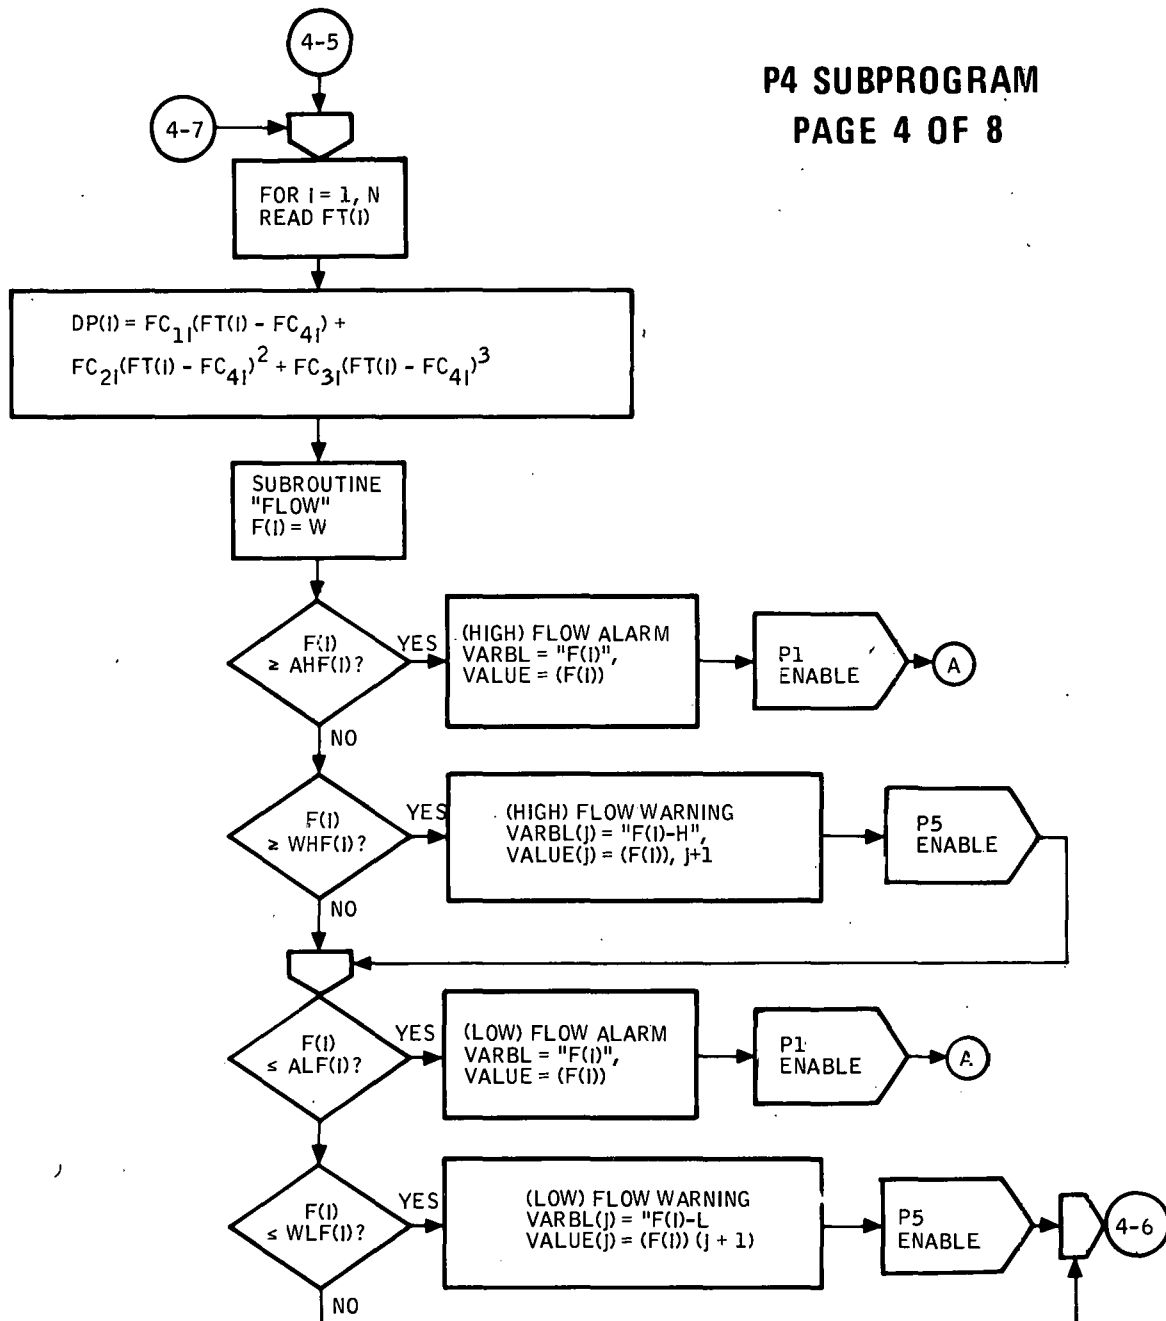 4-5
P4 SUBPROGRAM
PAGE 4 OF 8
4-7
FOR I = 1, N
READ FT(I)
DP(I) = FC1I(FT(I) - FC4I) +
FC2I(FT(I) - FC4I)2 + FC3I(FT(I) - FC4I)3
SUBROUTINE
"FLOW"
F(I) = W
F(I)
≥ AHF(I)?
YES
(HIGH) FLOW ALARM
VARBL = "F(I)",
VALUE = (F(I))
P1
ENABLE
A
NO
F(I)
≥ WHF(I)?
YES
(HIGH) FLOW WARNING
VARBL(j) = "F(I)-H",
VALUE(j) = (F(I)), j+1
P5
ENABLE
NO
F(I)
≤ ALF(I)?
YES
(LOW) FLOW ALARM
VARBL = "F(I)",
VALUE = (F(I))
P1
ENABLE
A
F(I)
≤ WLF(I)?
YES
(LOW) FLOW WARNING
VARBL(j) = "F(I)-L
VALUE(j) = (F(I)) (j + 1)
P5
ENABLE
4-6
NO